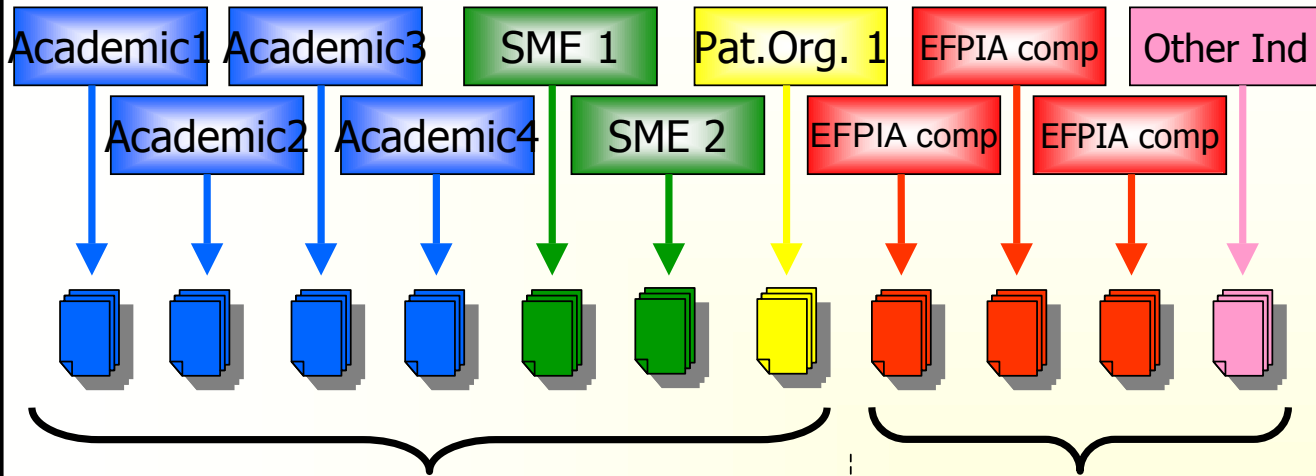 Academic1
Academic3
SME 1
Pat.Org. 1
EFPIA comp
Other Ind
Academic2
Academic4
SME 2
EFPIA comp
EFPIA comp